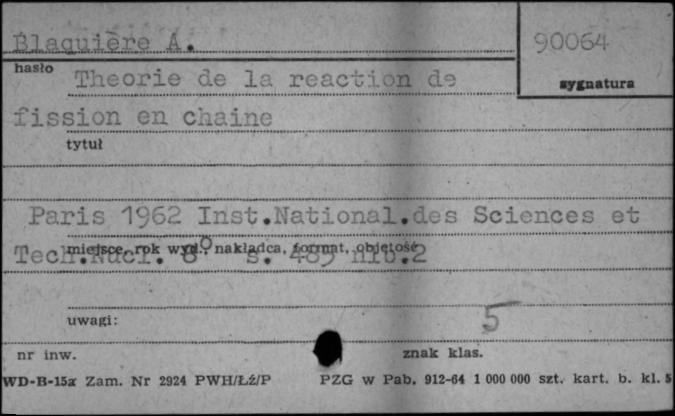 Blaquière A.
90064
hasło
Theorie de la reaction de
sygnatura
fission en chaine
tytuł
Paris 1962 Inst.National.des Sciences et
miejsce, rok wyd., nakładca, format, objętość
Tech.Nucl. 8° s. 485 nlb.2
uwagi:
5
nr inw.
znak klas.
WD-B-15a Zam. Nr 2924 PWH/Łź/P
PZG w Pab. 912-64 1 000 000 szt. kart. b. kl. 5